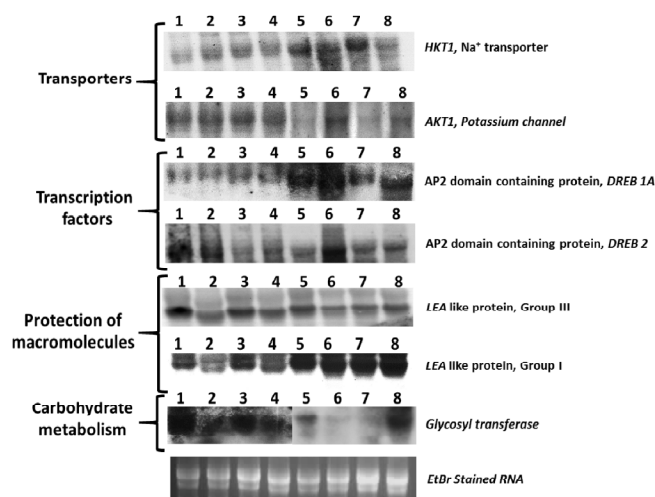 1 2 3 4 5 6 7 8
HKT1, Na⁺ transporter
Transporters
1 2 3 4 5 6 7 8
AKT1, Potassium channel
1 2 3 4 5 6 7 8
AP2 domain containing protein, DREB 1A
Transcription
factors
1 2 3 4 5 6 7 8
AP2 domain containing protein, DREB 2
1 2 3 4 5 6 7 8
LEA like protein, Group III
Protection of
macromolecules
1 2 3 4 5 6 7 8
LEA like protein, Group I
Carbohydrate
metabolism
1 2 3 4 5 6 7 8
Glycosyl transferase
EtBr Stained RNA